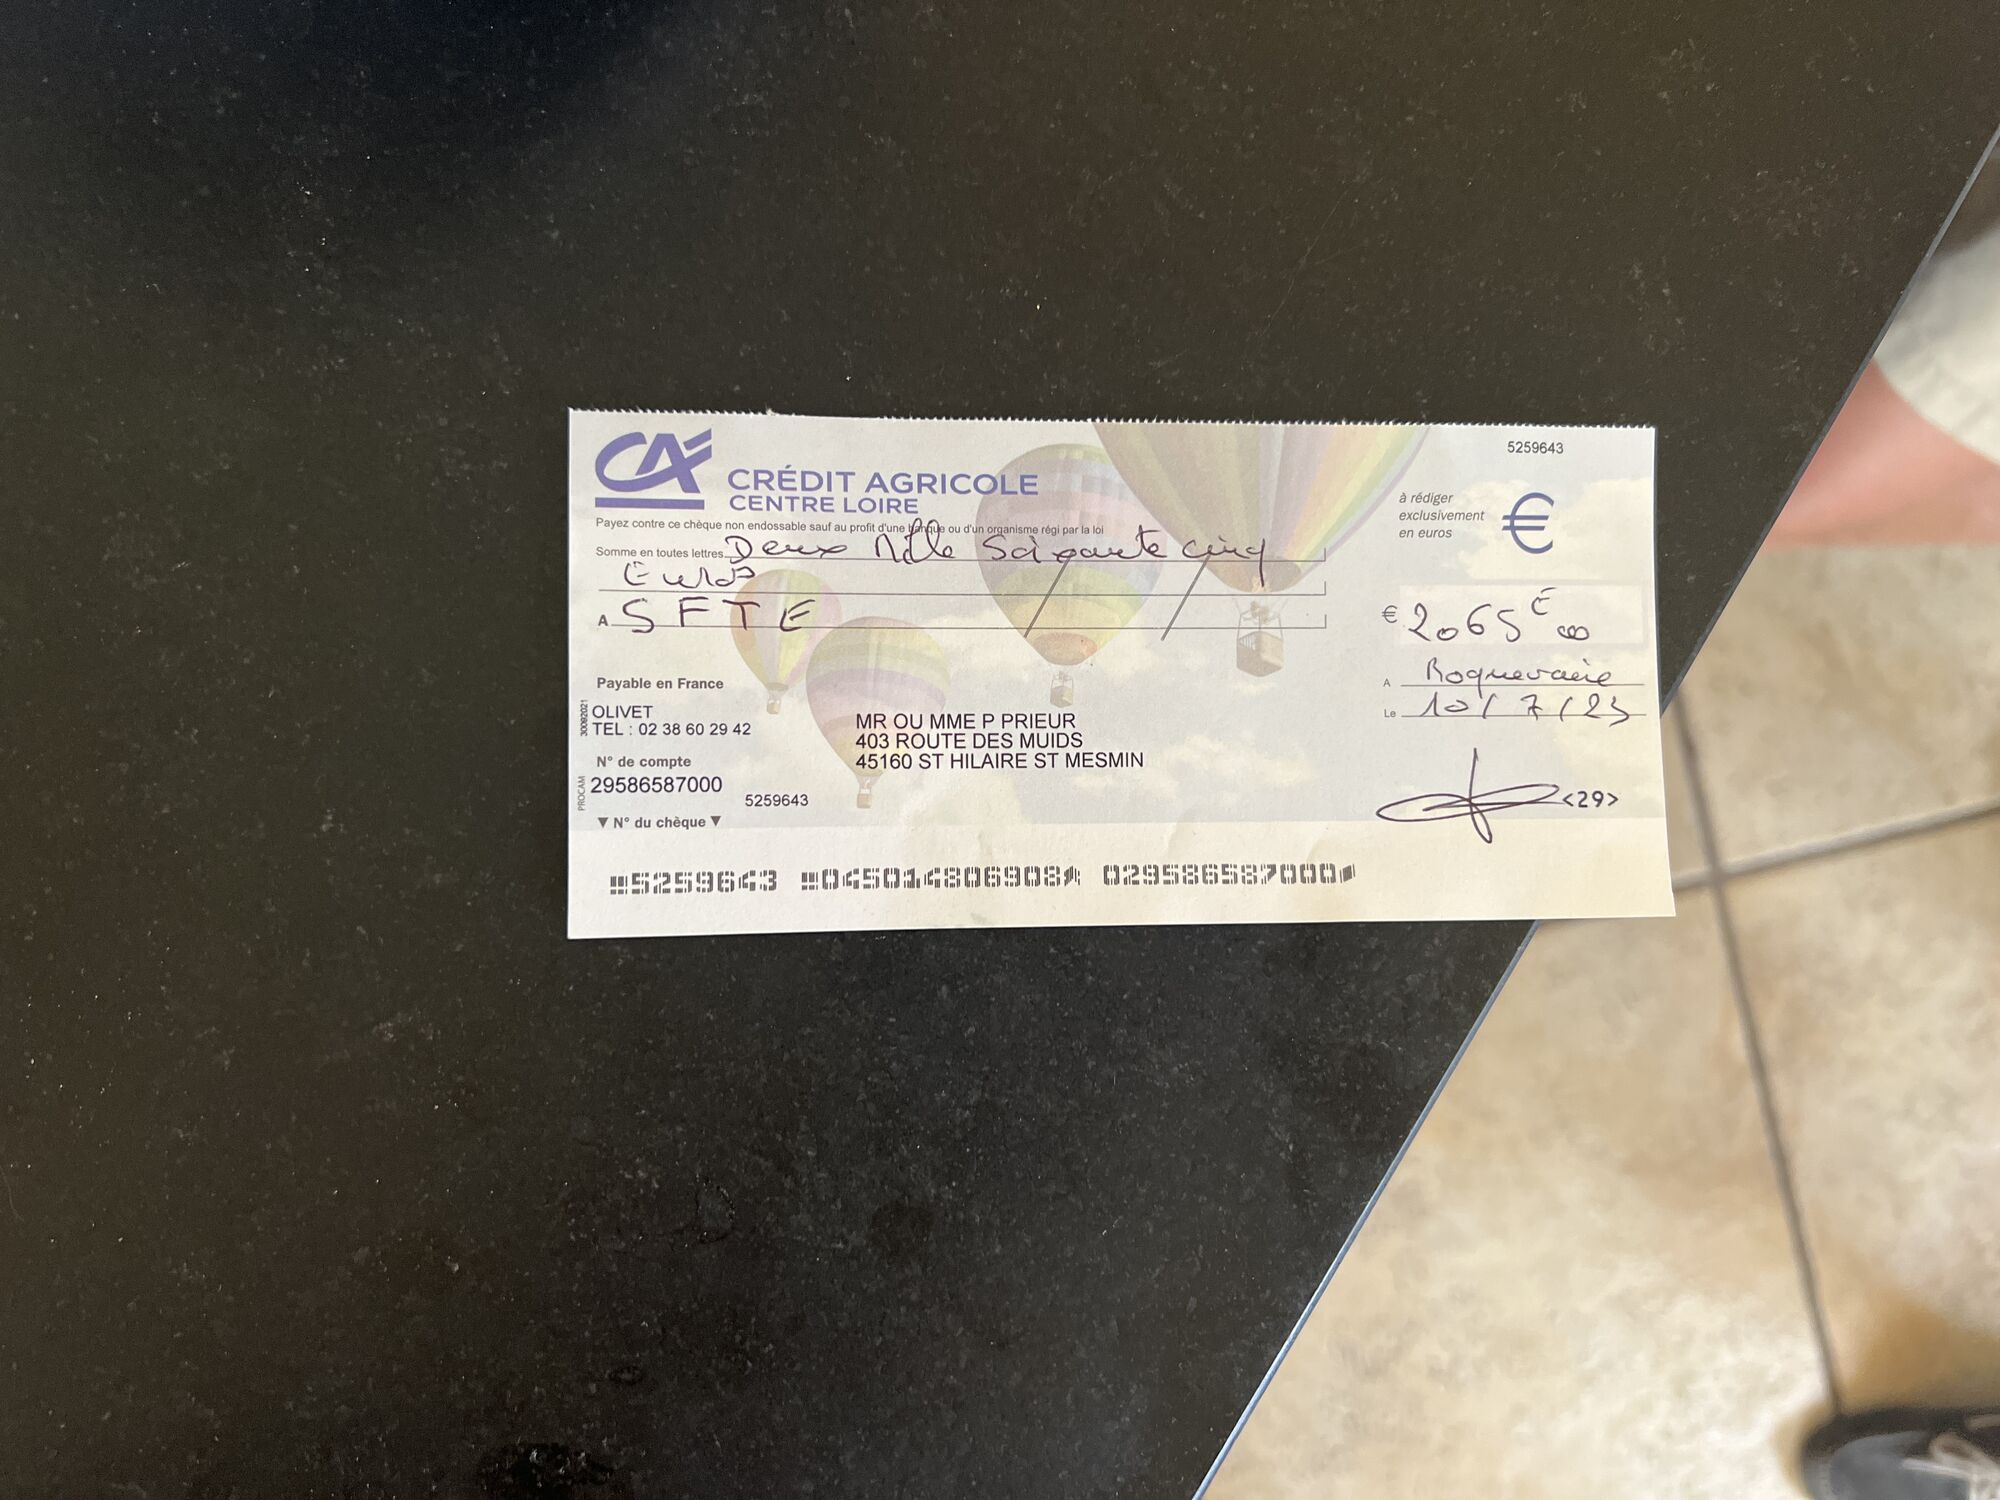 CA
CRÉDIT AGRICOLE
CENTRE LOIRE
5259643
à rédiger
exclusivement
en euros
€
Payez contre ce chèque non endossable sauf au profit d'une banque ou d'un organisme régi par la loi
Somme en toutes lettres Deux Mille Soixante cinq
Euros
A SFTE
€ 2065 € 00
A Roquevaire
Le 10/7/23
Payable en France
OLIVET
TEL : 02 38 60 29 42
30092021
MR OU MME P PRIEUR
403 ROUTE DES MUIDS
45160 ST HILAIRE ST MESMIN
N° de compte
29586587000
PROCAM
5259643
<29>
▼ N° du chèque ▼
5259643 045014806908 029586587000